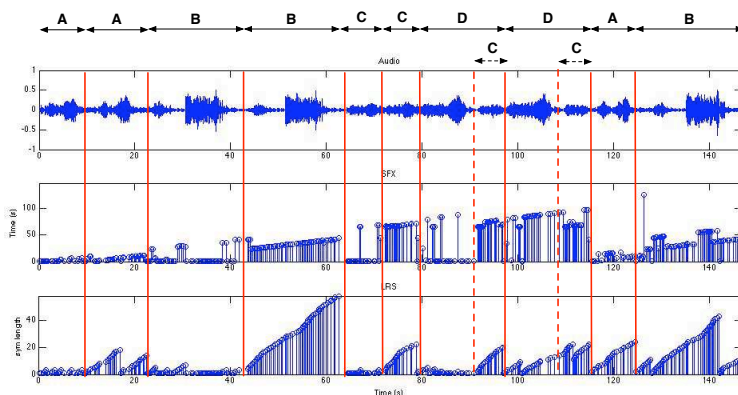 A A B B C C D D A B
C C
Audio
1
0.5
0
-0.5
-1
0 20 40 60 80 100 120 140
SFX
Time (s)
100
50
0
0 20 40 60 80 100 120 140
LRS
sym length
40
20
0
0 20 40 60 80 100 120 140
Time (s)